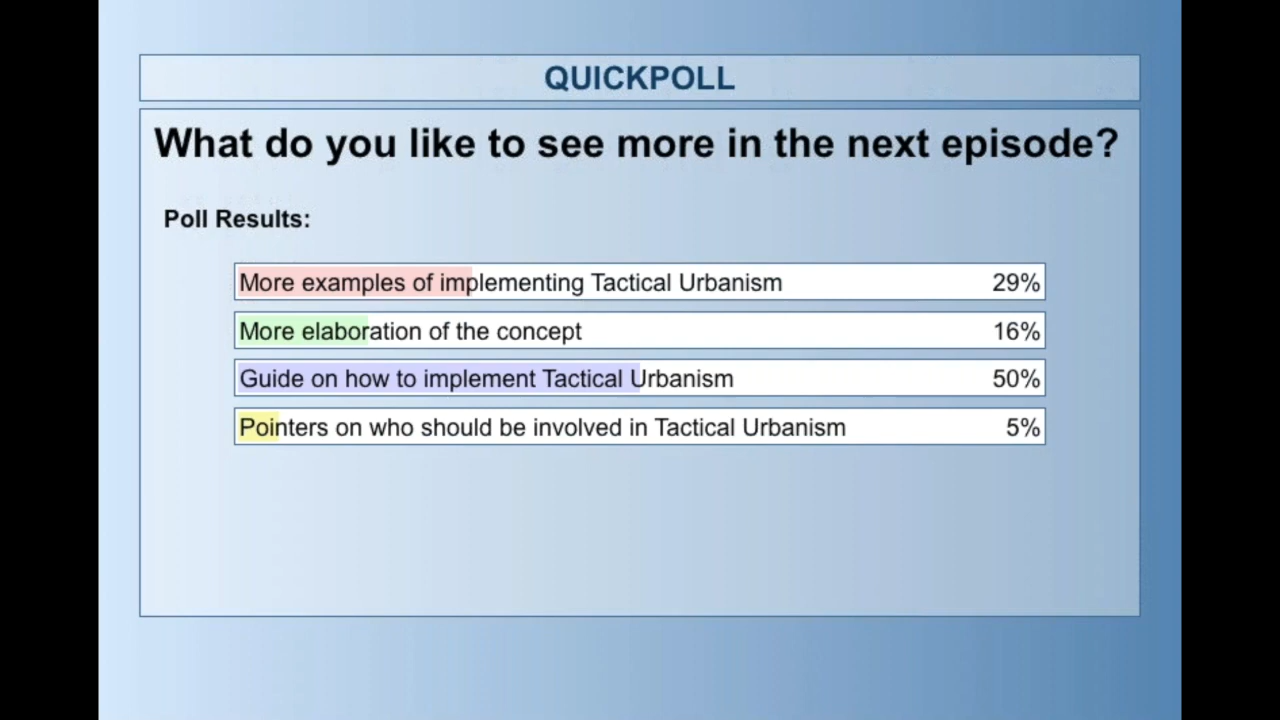 QUICKPOLL
What do you like to see more in the next episode?
Poll Results:
More examples of implementing Tactical Urbanism 29%
More elaboration of the concept 16%
Guide on how to implement Tactical Urbanism 50%
Pointers on who should be involved in Tactical Urbanism 5%